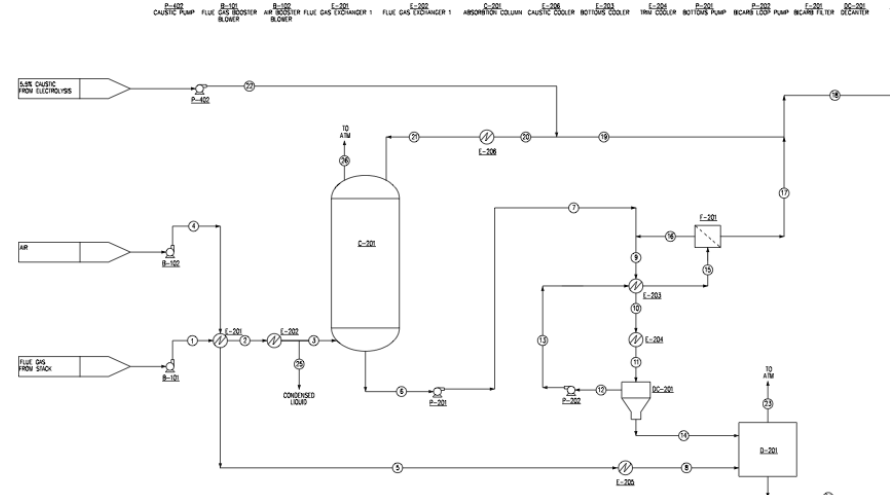 P-402 B-101 B-102 E-201 E-202 C-201 E-206 E-203 E-204 P-201 P-202 F-201 DC-201
CAUSTIC PUMP FLUE GAS BOOSTER AIR BOOSTER FLUE GAS EXCHANGER 1 FLUE GAS EXCHANGER 1 ABSORBTION COLUMN CAUSTIC COOLER BOTTOMS COOLER TRIM COOLER BOTTOMS PUMP BICARB LOOP PUMP BICARB FILTER DECANTER
BLOWER BLOWER
5.5% CAUSTIC
FROM ELECTROLYSIS
22
P-402
18
TO
ATM
26
21
20
19
E-206
17
7
F-201
16
4
C-201
9
15
AIR
B-102
E-203
10
13
E-201
E-202
1
2
3
E-204
FLUE GAS
FROM STACK
B-101
25
11
CONDENSED
LIQUID
6
P-201
12
P-202
DC-201
TO
ATM
23
14
D-201
5
8
E-205